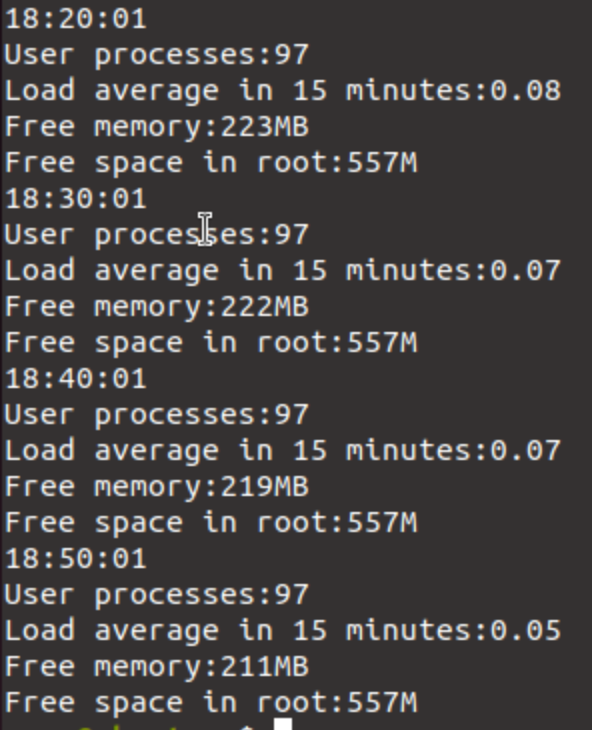 18:20:01
User processes:97
Load average in 15 minutes:0.08
Free memory:223MB
Free space in root:557M
18:30:01
User processes:97
Load average in 15 minutes:0.07
Free memory:222MB
Free space in root:557M
18:40:01
User processes:97
Load average in 15 minutes:0.07
Free memory:219MB
Free space in root:557M
18:50:01
User processes:97
Load average in 15 minutes:0.05
Free memory:211MB
Free space in root:557M